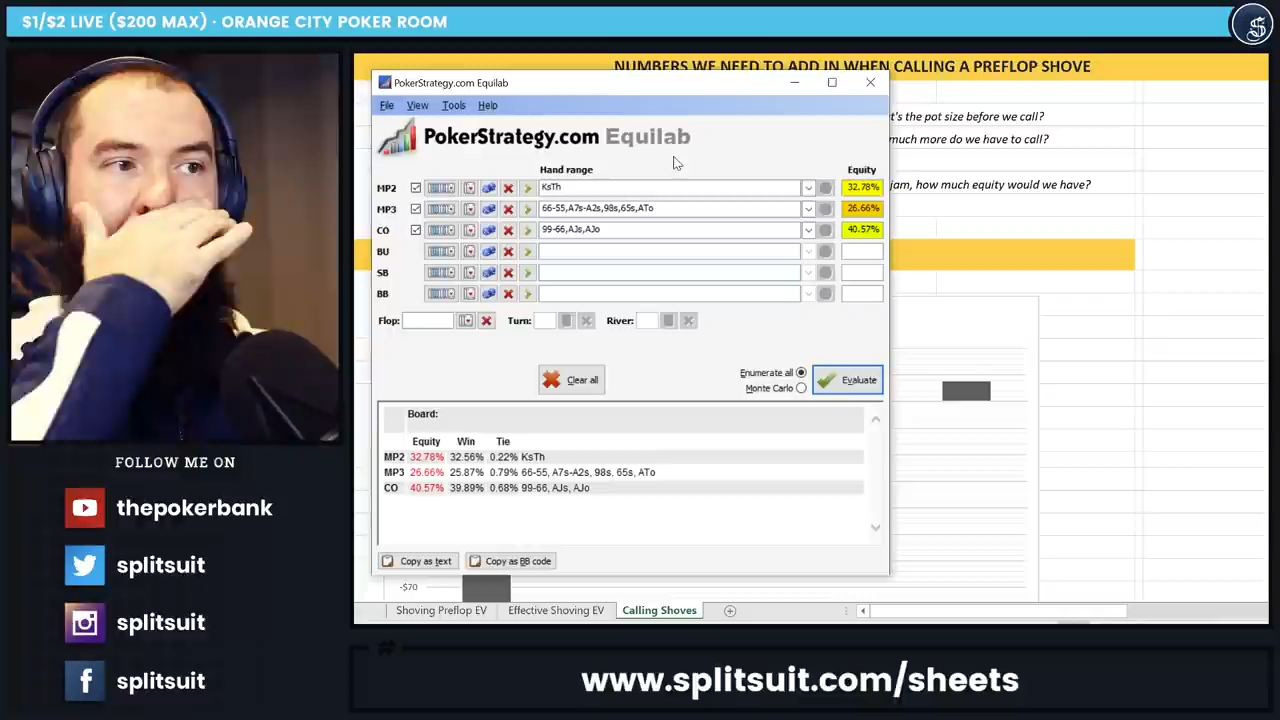 $1/$2 LIVE ($200 MAX) · ORANGE CITY POKER ROOM
NUMBERS WE NEED TO ADD IN WHEN CALLING A PREFLOP SHOVE
PokerStrategy.com Equilab
File View Tools Help
PokerStrategy.com Equilab
t's the pot size before we call?
much more do we have to call?
jam, how much equity would we have?
Hand range Equity
MP2 KsTh 32.78%
MP3 66-55,A7s-A2s,98s,65s,ATo 26.66%
CO 99-66,AJs,AJo 40.57%
BU
SB
BB
Flop: Turn: River:
Clear all
Enumerate all
Monte Carlo
Evaluate
Board:
Equity Win Tie
MP2 32.78% 32.56% 0.22% KsTh
MP3 26.66% 25.87% 0.79% 66-55, A7s-A2s, 98s, 65s, ATo
CO 40.57% 39.89% 0.68% 99-66, AJs, AJo
Copy as text Copy as BB code
-$70
Shoving Preflop EV Effective Shoving EV Calling Shoves
FOLLOW ME ON
thepokerbank
splitsuit
splitsuit
splitsuit
www.splitsuit.com/sheets